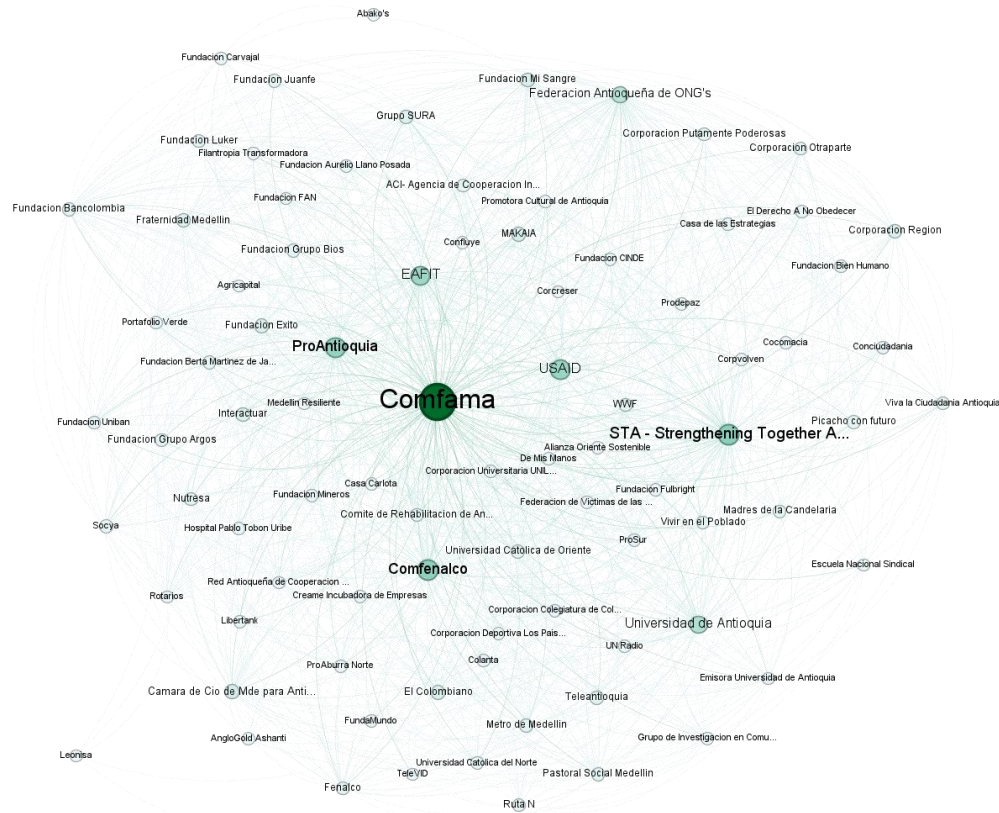 Abako's
Fundacion Carvajal
Fundacion Juanfe
Fundacion Mi Sangre
Federacion Antioqueña de ONG's
Grupo SURA
Corporacion Putamente Poderosas
Fundacion Luker
Corporacion Otraparte
Filantropia Transformadora
Fundacion Aurelio Llano Posada
ACI- Agencia de Cooperacion In...
Fundacion FAN
Promotora Cultural de Antioquia
Fundacion Bancolombia
El Derecho A No Obedecer
Fraternidad Medellin
Casa de las Estrategias
Corporacion Region
MAKAIA
Confluye
Fundacion Grupo Bios
Fundacion CINDE
Fundacion Bien Humano
EAFIT
Agricapital
Corcreser
Prodepaz
Portafolio Verde
Fundacion Exito
ProAntioquia
Cocomacia
Conciudadania
Corpvolven
Fundacion Berta Martinez de Ja...
USAID
Comfama
Medellin Resiliente
WWF
Viva la Ciudadania Antioquia
Interactuar
Fundacion Uniban
Picacho con futuro
STA - Strengthening Together A...
Fundacion Grupo Argos
Alianza Oriente Sostenible
De Mis Manos
Corporacion Universitaria UNIL...
Casa Carlota
Fundacion Fulbright
Fundacion Mineros
Nutresa
Federacion de Victimas de las ...
Madres de la Candelaria
Comite de Rehabilitacion de An...
Vivir en el Poblado
Socya
Hospital Pablo Tobon Uribe
ProSur
Universidad Catolica de Oriente
Escuela Nacional Sindical
Comfenalco
Red Antioqueña de Cooperacion ...
Rotarios
Creame Incubadora de Empresas
Corporacion Colegiatura de Col...
Libertank
Universidad de Antioquia
Corporacion Deportiva Los Pais...
UN Radio
Colanta
ProAburra Norte
Emisora Universidad de Antioquia
Camara de Cio de Mde para Anti...
El Colombiano
Teleantioquia
FundaMundo
Metro de Medellin
AngloGold Ashanti
Grupo de Investigacion en Comu...
Leonisa
Universidad Catolica del Norte
TeleVID
Pastoral Social Medellin
Fenalco
Ruta N